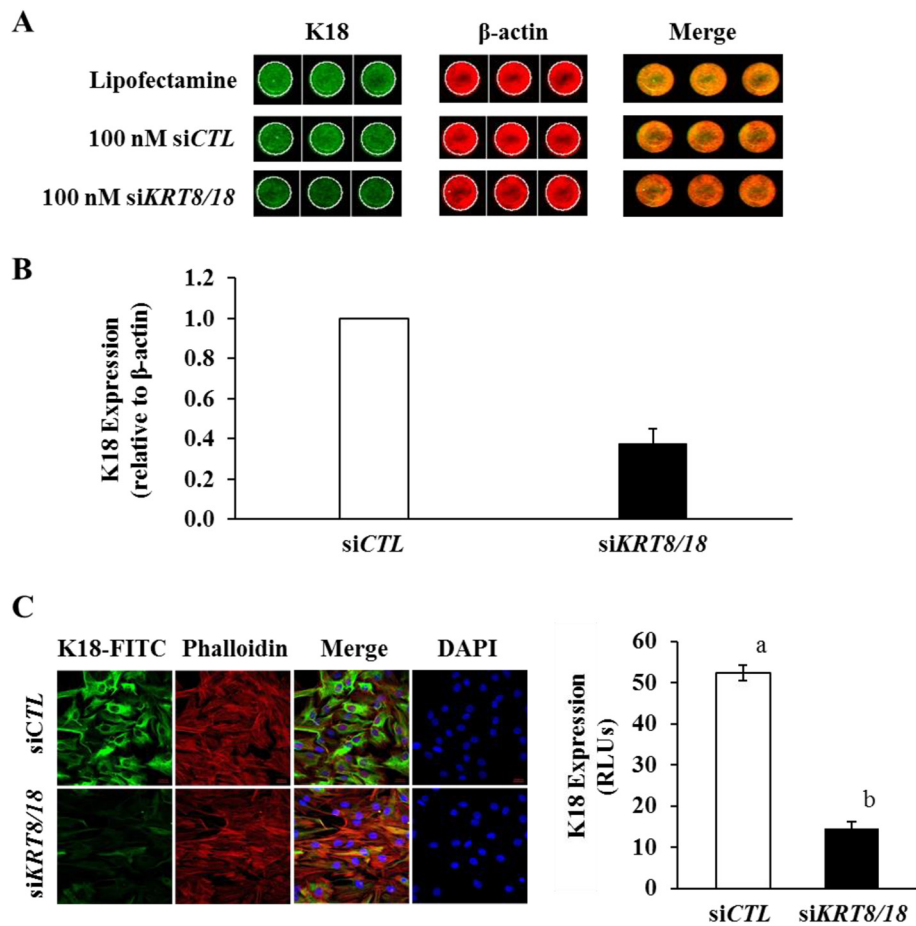 A
K18 β-actin Merge
Lipofectamine
100 nM siCTL
100 nM siKRT8/18
B
K18 Expression
(relative to β-actin)
1.2
1.0
0.8
0.6
0.4
0.2
0.0
siCTL siKRT8/18
C
K18-FITC Phalloidin Merge DAPI
siCTL
siKRT8/18
K18 Expression
(RLUs)
60
50
40
30
20
10
0
a
b
siCTL siKRT8/18